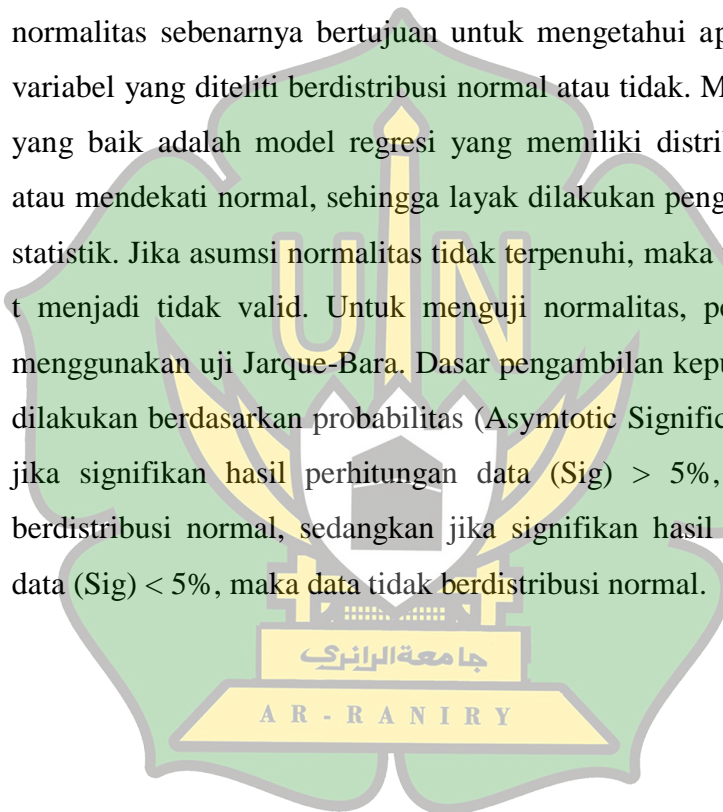 normalitas sebenarnya bertujuan untuk mengetahui ap
variabel yang diteliti berdistribusi normal atau tidak. M
yang baik adalah model regresi yang memiliki distri
atau mendekati normal, sehingga layak dilakukan peng
statistik. Jika asumsi normalitas tidak terpenuhi, maka
t menjadi tidak valid. Untuk menguji normalitas, pe
menggunakan uji Jarque-Bara. Dasar pengambilan kepu
dilakukan berdasarkan probabilitas (Asymtotic Signific
jika signifikan hasil perhitungan data (Sig) > 5%,
berdistribusi normal, sedangkan jika signifikan hasil
data (Sig) < 5%, maka data tidak berdistribusi normal.
UIN
جامعة الرانري
AR-RANIRY